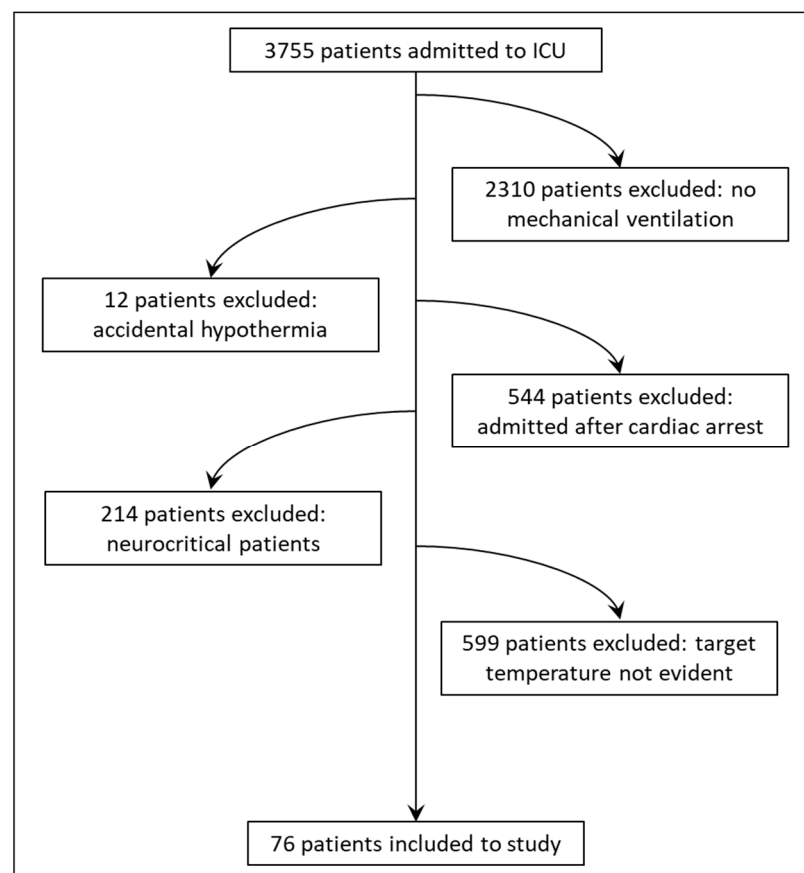 3755 patients admitted to ICU
2310 patients excluded: no
mechanical ventilation
12 patients excluded:
accidental hypothermia
544 patients excluded:
admitted after cardiac arrest
214 patients excluded:
neurocritical patients
599 patients excluded: target
temperature not evident
76 patients included to study